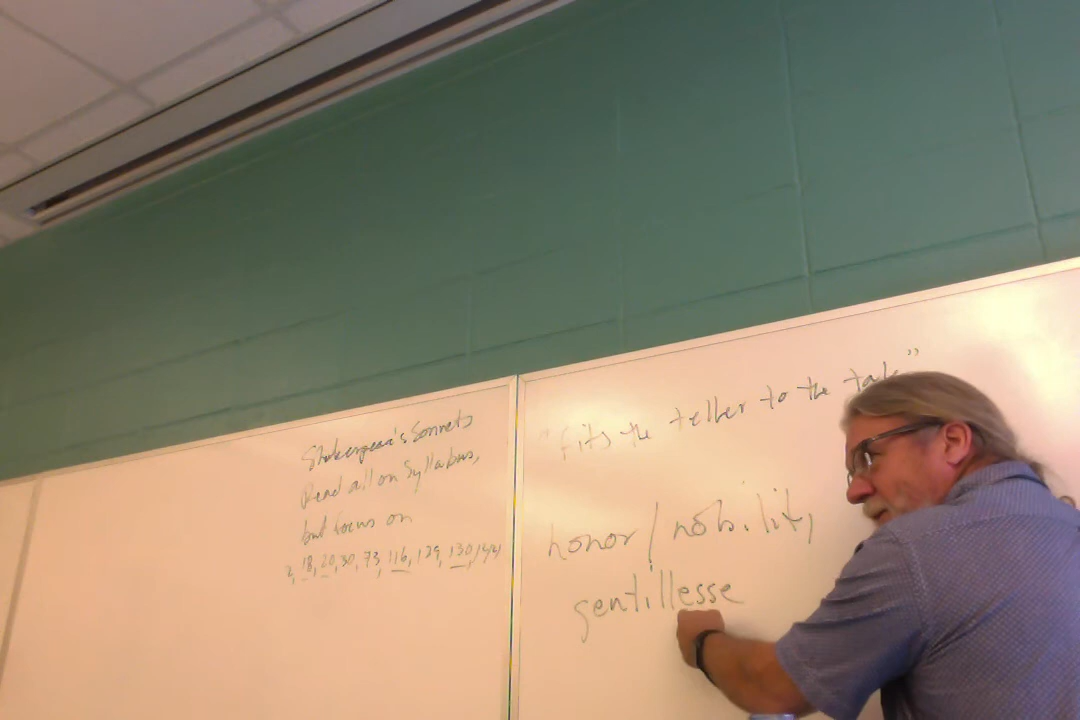 Shakespeare's Sonnets
Read all on Syllabus,
but focus on
2, 18, 20, 30, 73, 116, 129, 130, 144
"fits the teller to the tale"
honor/nobility
gentillesse